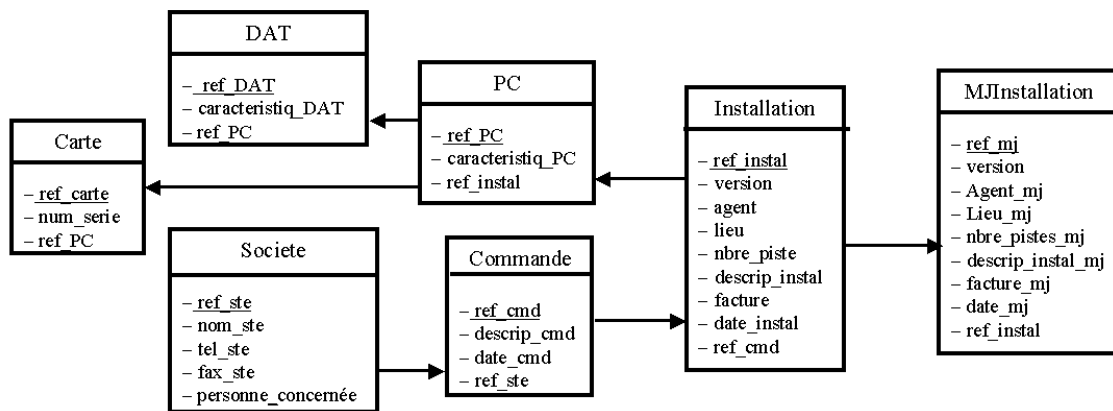 DAT
– ref_DAT
– caracteristiq_DAT
– ref_PC
PC
– ref_PC
– caracteristiq_PC
– ref_instal
Installation
– ref_instal
– version
– agent
– lieu
– nbre_piste
– descrip_instal
– facture
– date_instal
– ref_cmd
MJInstallation
– ref_mj
– version
– Agent_mj
– Lieu_mj
– nbre_pistes_mj
– descrip_instal_mj
– facture_mj
– date_mj
– ref_instal
Carte
– ref_carte
– num_serie
– ref_PC
Societe
– ref_ste
– nom_ste
– tel_ste
– fax_ste
– personne_concernée
Commande
– ref_cmd
– descrip_cmd
– date_cmd
– ref_ste